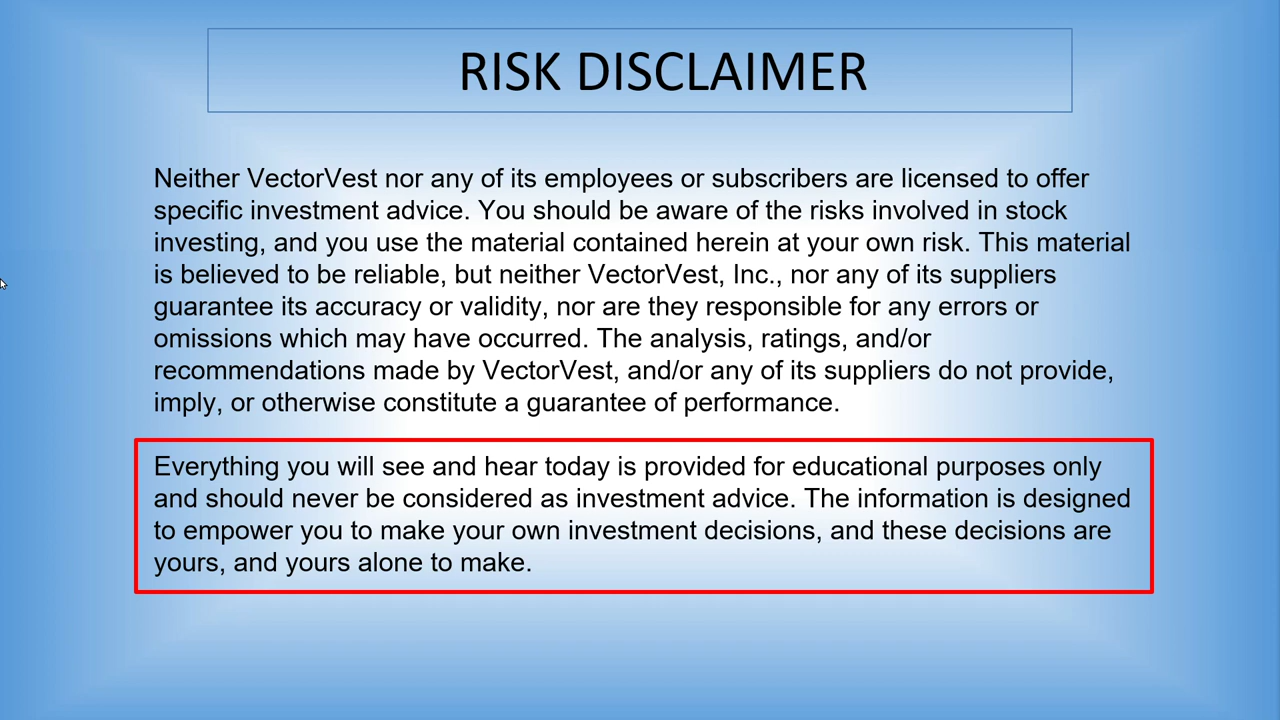 RISK DISCLAIMER
Neither VectorVest nor any of its employees or subscribers are licensed to offer
specific investment advice. You should be aware of the risks involved in stock
investing, and you use the material contained herein at your own risk. This material
is believed to be reliable, but neither VectorVest, Inc., nor any of its suppliers
guarantee its accuracy or validity, nor are they responsible for any errors or
omissions which may have occurred. The analysis, ratings, and/or
recommendations made by VectorVest, and/or any of its suppliers do not provide,
imply, or otherwise constitute a guarantee of performance.
Everything you will see and hear today is provided for educational purposes only
and should never be considered as investment advice. The information is designed
to empower you to make your own investment decisions, and these decisions are
yours, and yours alone to make.